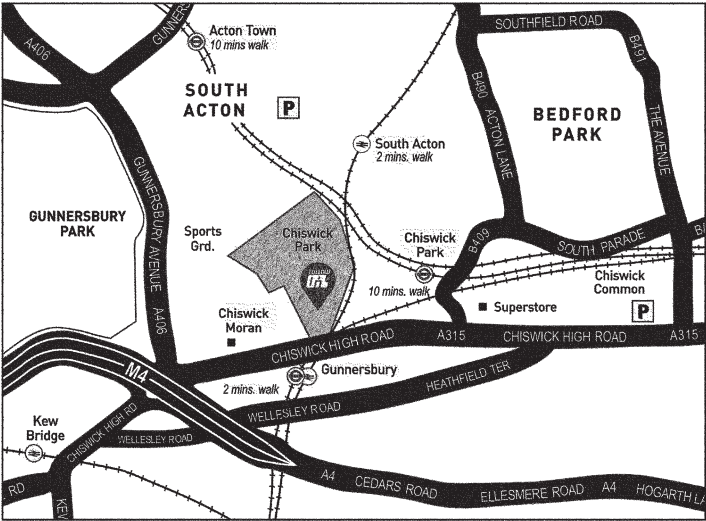 A406
GUNNERS
Acton Town
10 mins walk
SOUTHFIELD ROAD
B491
SOUTH
ACTON
P
B490
ACTON LANE
BEDFORD
PARK
THE AVENUE
South Acton
2 mins. walk
GUNNERSBURY
PARK
GUNNERSBURY AVENUE
A406
Sports
Grd.
Chiswick
Park
Chiswick
Park
10 mins. walk
B409
SOUTH PARADE
Chiswick
Common
Superstore
P
Chiswick
Moran
CHISWICK HIGH ROAD
A315
CHISWICK HIGH ROAD
A315
M4
Gunnersbury
2 mins. walk
HEATHFIELD TER
WELLESLEY ROAD
Kew
Bridge
CHISWICK HIGH RD
WELLESLEY ROAD
RD
KEW
A4
CEDARS ROAD
ELLESMERE ROAD
A4
HOGARTH LA